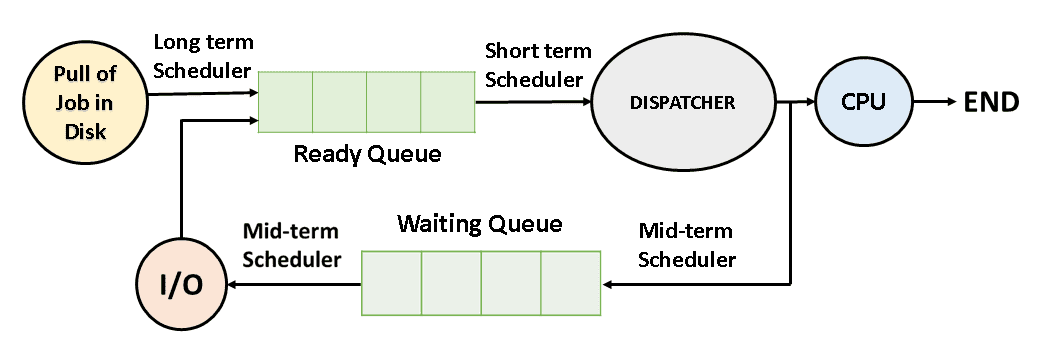 Long term
Scheduler
Short term
Scheduler
Pull of
Job in
Disk
DISPATCHER
CPU
END
Ready Queue
Waiting Queue
Mid-term
Scheduler
Mid-term
Scheduler
I/O